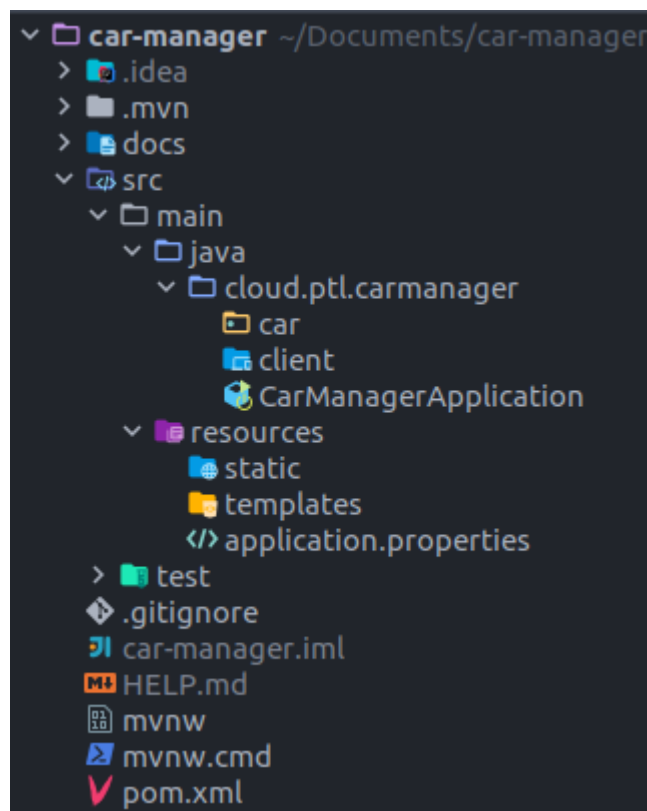 car-manager ~/Documents/car-manager
.idea
.mvn
docs
src
main
java
cloud.ptl.carmanager
car
client
CarManagerApplication
resources
static
templates
application.properties
test
.gitignore
car-manager.iml
HELP.md
mvnw
mvnw.cmd
pom.xml